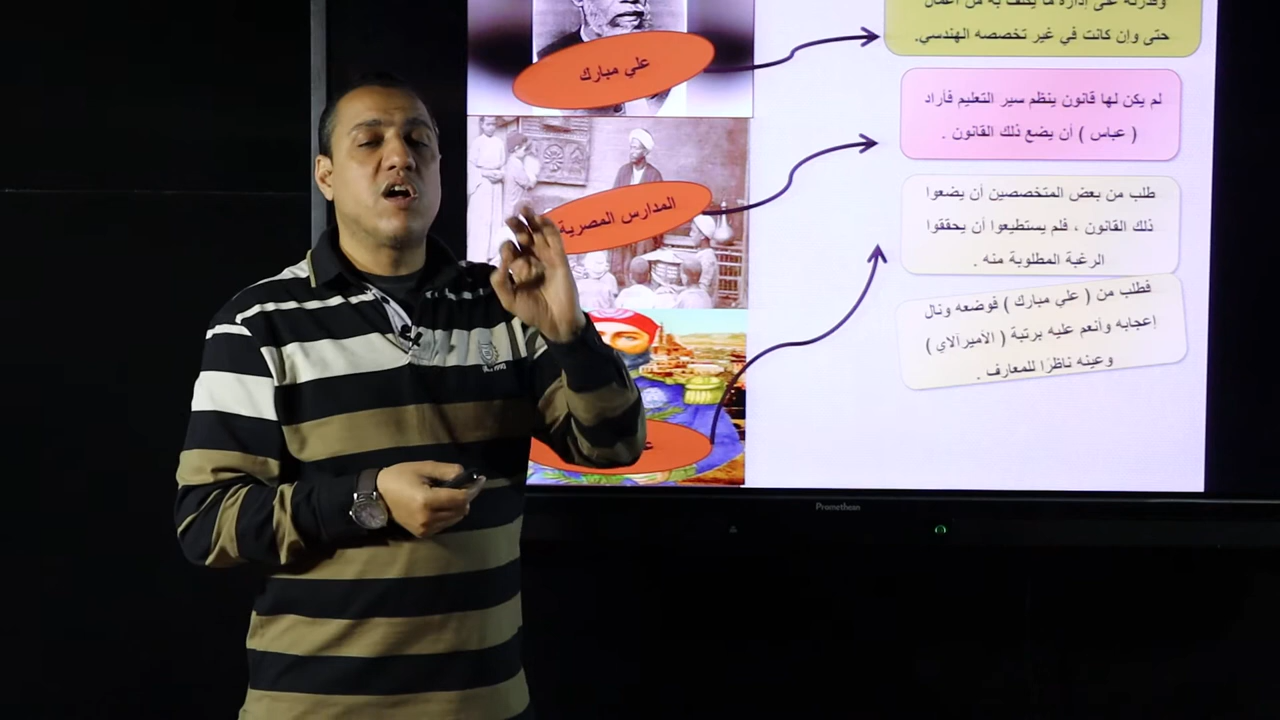 وقدرته على إدارة ما يكلف به من أعمال
حتى وإن كانت في غير تخصصه الهندسي.
علي مبارك
لم يكن لها قانون ينظم سير التعليم فأراد
( عباس ) أن يضع ذلك القانون .
المدارس المصرية
طلب من بعض المتخصصين أن يضعوا
ذلك القانون ، فلم يستطيعوا أن يحققوا
الرغبة المطلوبة منه .
فطلب من ( علي مبارك ) فوضعه ونال
إعجابه وأنعم عليه برتبة ( الأميرآلاي )
وعينه ناظرًا للمعارف .
Promethean